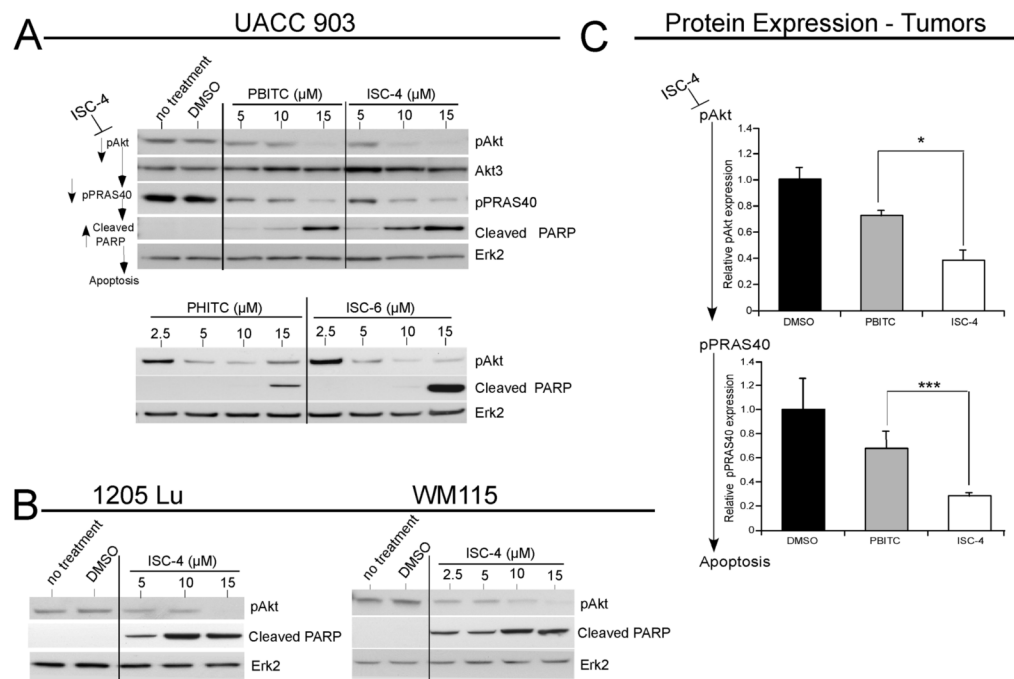 A
UACC 903
ISC-4
no treatment
DMSO
PBITC (µM)
ISC-4 (µM)
5 10 15 5 10 15
pAkt
pAkt
Akt3
pPRAS40
pPRAS40
Cleaved PARP
Cleaved PARP
Erk2
Apoptosis
PHITC (µM)
ISC-6 (µM)
2.5 5 10 15 2.5 5 10 15
pAkt
Cleaved PARP
Erk2
B
1205 Lu
WM115
no treatment
DMSO
ISC-4 (µM)
5 10 15
pAkt
Cleaved PARP
Erk2
no treatment
DMSO
ISC-4 (µM)
2.5 5 10 15
pAkt
Cleaved PARP
Erk2
C
Protein Expression - Tumors
ISC-4
pAkt
Relative pAkt expression
1.4
1.2
1.0
0.8
0.6
0.4
0.2
0
*
DMSO PBITC ISC-4
pPRAS40
Relative pPRAS40 expression
1.4
1.2
1.0
0.8
0.6
0.4
0.2
0
***
DMSO PBITC ISC-4
Apoptosis